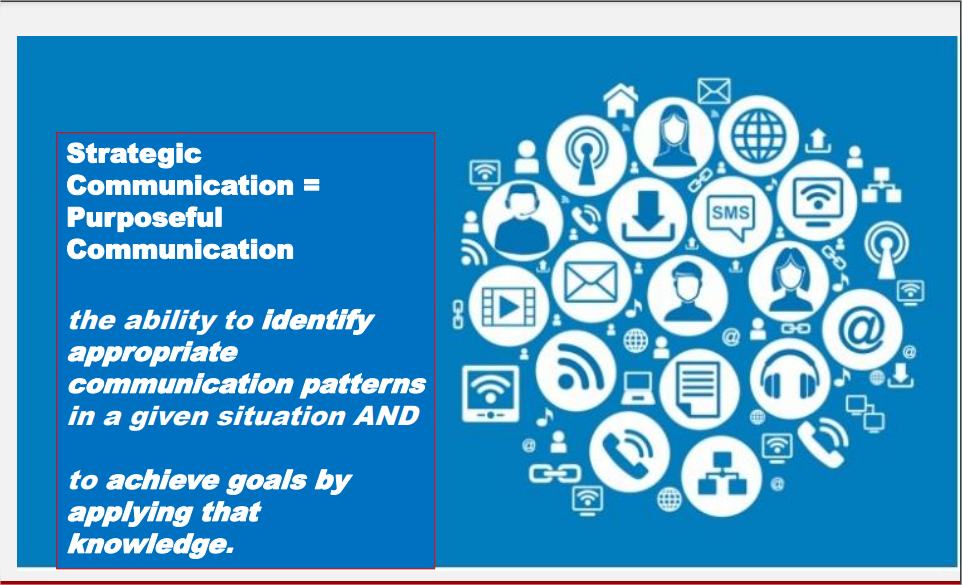 Strategic
Communication =
Purposeful
Communication
the ability to identify
appropriate
communication patterns
in a given situation AND
to achieve goals by
applying that
knowledge.
SMS
@
@
@
@
@